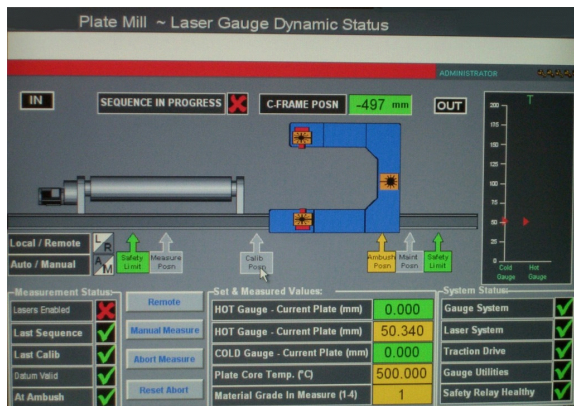 Plate Mill ~ Laser Gauge Dynamic Status
ADMINISTRATOR
IN
SEQUENCE IN PROGRESS
C-FRAME POSN
-497 mm
OUT
T
200
175
150
125
100
75
50
25
0
Cold Gauge
Hot Gauge
Local / Remote
L R
Auto / Manual
A M
Safety Limit
Measure Posn
Calib Posn
Ambush Posn
Maint Posn
Safety Limit
Measurement Status:
Lasers Enabled
Last Sequence
Last Calib
Datum Valid
At Ambush
Remote
Manual Measure
Abort Measure
Reset Abort
Set & Measured Values:
HOT Gauge - Current Plate (mm) 0.000
HOT Gauge - Current Plate (mm) 50.340
COLD Gauge - Current Plate (mm) 0.000
Plate Core Temp. (°C) 500.000
Material Grade In Measure (1-4) 1
System Status:
Gauge System
Laser System
Traction Drive
Gauge Utilities
Safety Relay Healthy